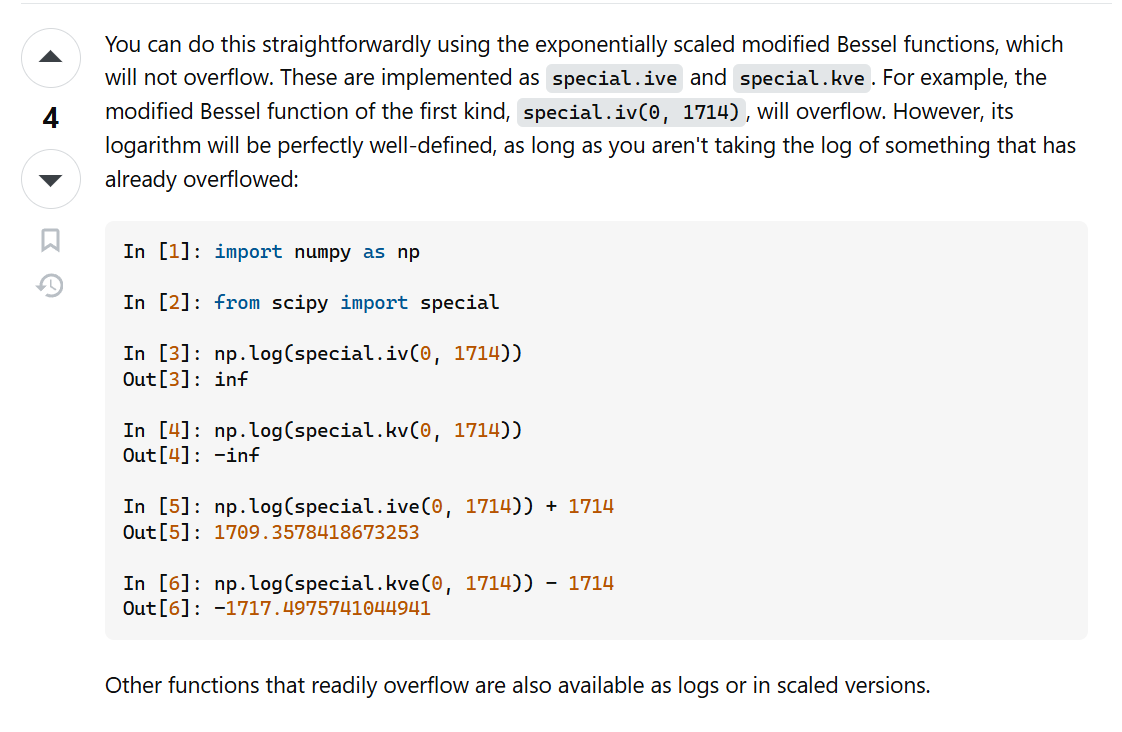 You can do this straightforwardly using the exponentially scaled modified Bessel functions, which
will not overflow. These are implemented as special.ive and special.kve. For example, the
4
modified Bessel function of the first kind, special.iv(0, 1714), will overflow. However, its
logarithm will be perfectly well-defined, as long as you aren't taking the log of something that has
already overflowed:
In [1]: import numpy as np
In [2]: from scipy import special
In [3]: np.log(special.iv(0, 1714))
Out[3]: inf
In [4]: np.log(special.kv(0, 1714))
Out[4]: -inf
In [5]: np.log(special.ive(0, 1714)) + 1714
Out[5]: 1709.3578418673253
In [6]: np.log(special.kve(0, 1714)) - 1714
Out[6]: -1717.4975741044941
Other functions that readily overflow are also available as logs or in scaled versions.